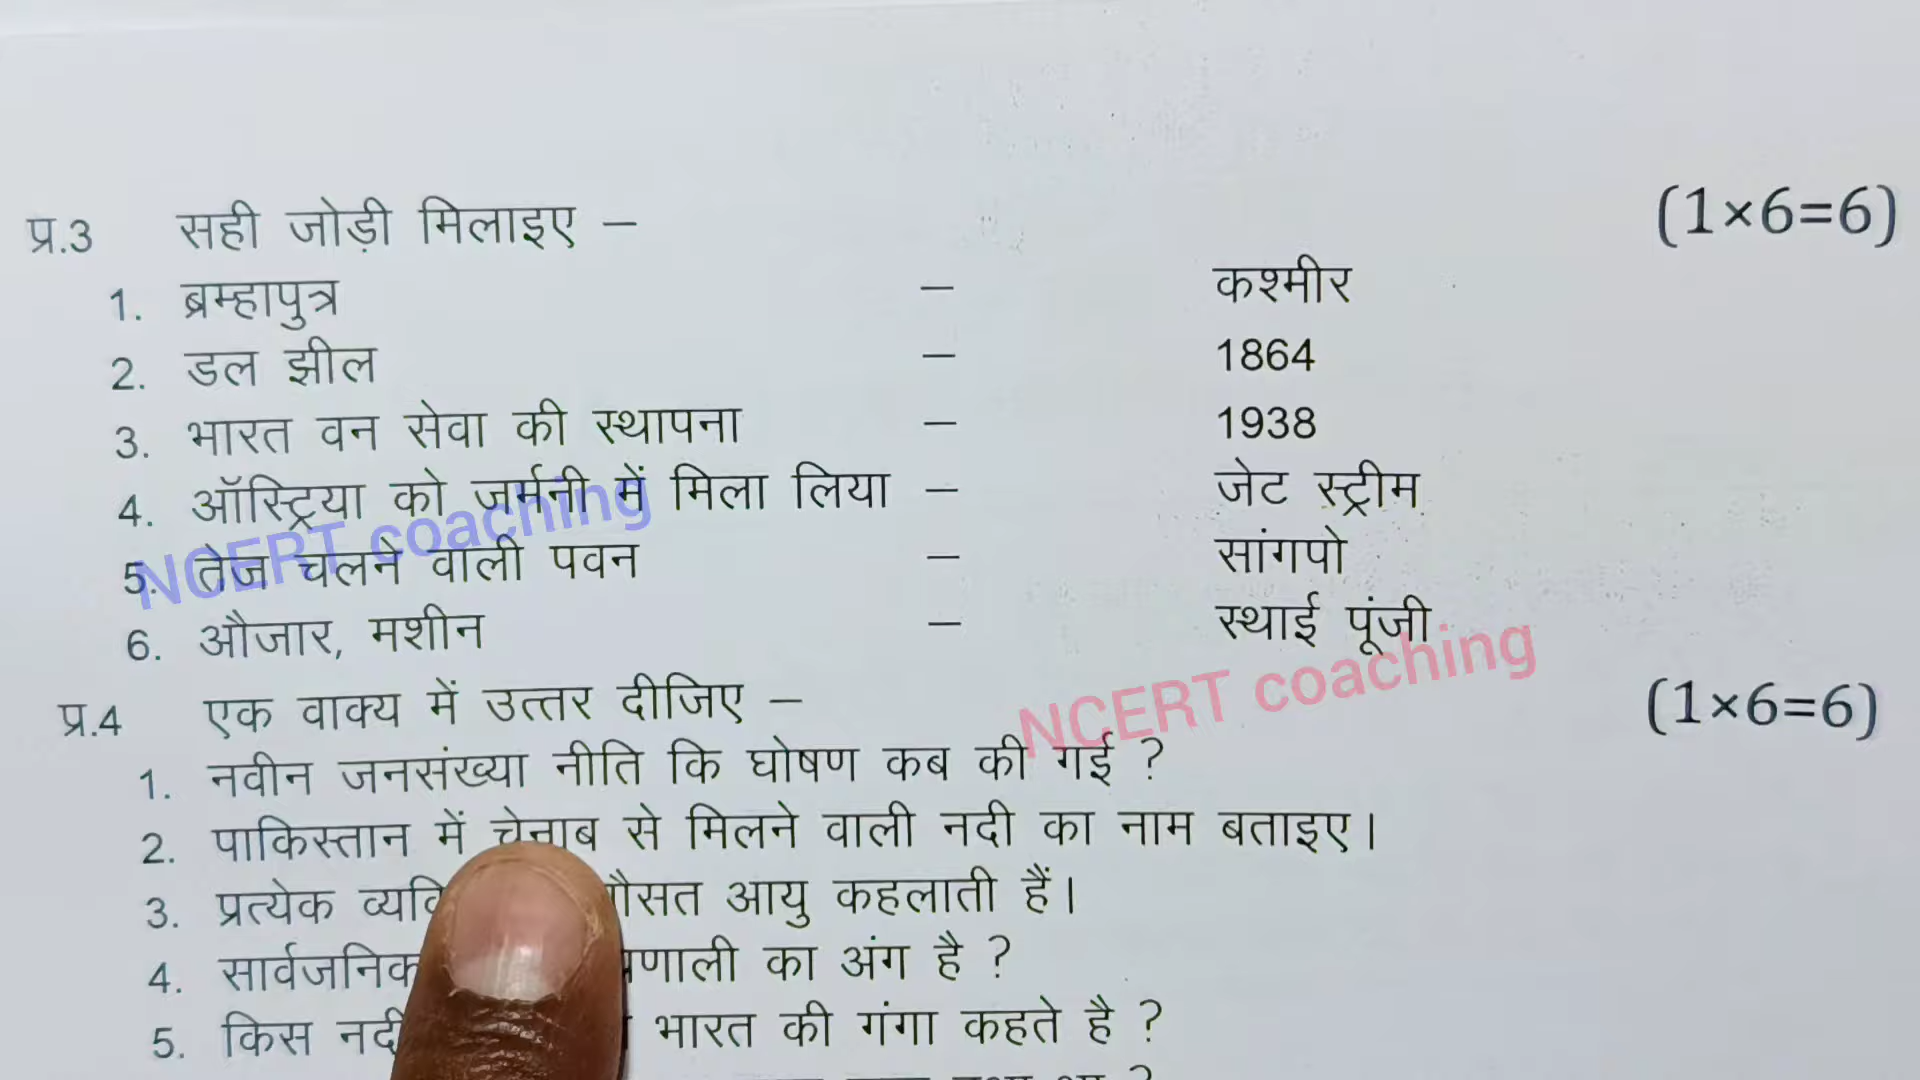 प्र.3 सही जोड़ी मिलाइए – (1×6=6)
1. ब्रम्हापुत्र – कश्मीर
2. डल झील – 1864
3. भारत वन सेवा की स्थापना – 1938
4. ऑस्ट्रिया को जर्मनी में मिला लिया – जेट स्ट्रीम
5. तेज चलने वाली पवन – सांगपो
6. औजार, मशीन – स्थाई पूंजी
NCERT coaching
NCERT coaching
प्र.4 एक वाक्य में उत्तर दीजिए – (1×6=6)
1. नवीन जनसंख्या नीति कि घोषण कब की गई ?
2. पाकिस्तान में चेनाब से मिलने वाली नदी का नाम बताइए।
3. प्रत्येक आयु कहलाती हैं।
4. सार्वजनिक का अंग है ?
5. किस भारत की गंगा कहते है ?